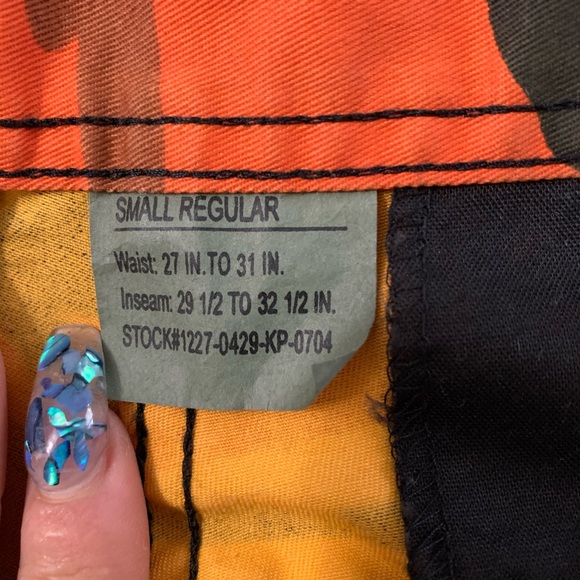 SMALL REGULAR
Waist: 27 IN.TO 31 IN.
Inseam: 29 1/2 TO 32 1/2 IN.
STOCK#1227-0429-KP-0704